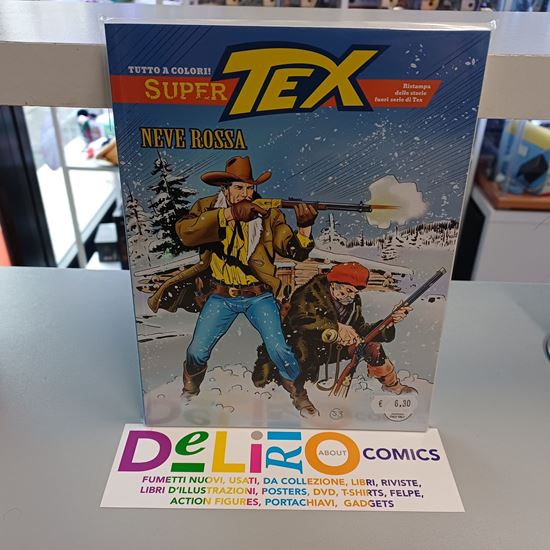 TUTTO A COLORI!
SUPER TEX
Ristampa
delle storie
fuori serie di Tex
NEVE ROSSA
33
€ 6,30
DeLiRiO ABOUT COMICS
FUMETTI NUOVI, USATI, DA COLLEZIONE, LIBRI, RIVISTE,
LIBRI D'ILLUSTRAZIONI, POSTERS, DVD, T-SHIRTS, FELPE,
ACTION FIGURES, PORTACHIAVI, GADGETS